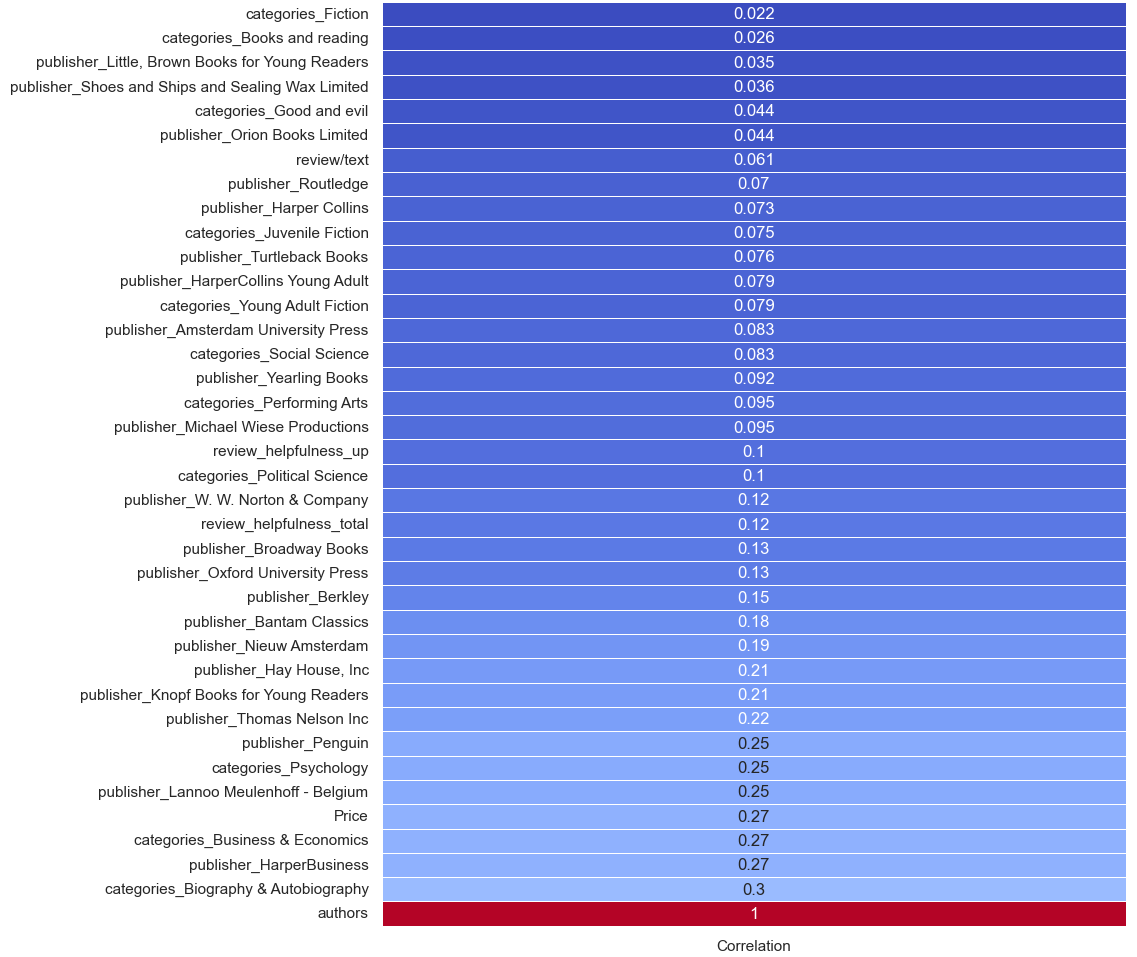 categories_Fiction 0.022
categories_Books and reading 0.026
publisher_Little, Brown Books for Young Readers 0.035
publisher_Shoes and Ships and Sealing Wax Limited 0.036
categories_Good and evil 0.044
publisher_Orion Books Limited 0.044
review/text 0.061
publisher_Routledge 0.07
publisher_Harper Collins 0.073
categories_Juvenile Fiction 0.075
publisher_Turtleback Books 0.076
publisher_HarperCollins Young Adult 0.079
categories_Young Adult Fiction 0.079
publisher_Amsterdam University Press 0.083
categories_Social Science 0.083
publisher_Yearling Books 0.092
categories_Performing Arts 0.095
publisher_Michael Wiese Productions 0.095
review_helpfulness_up 0.1
categories_Political Science 0.1
publisher_W. W. Norton & Company 0.12
review_helpfulness_total 0.12
publisher_Broadway Books 0.13
publisher_Oxford University Press 0.13
publisher_Berkley 0.15
publisher_Bantam Classics 0.18
publisher_Nieuw Amsterdam 0.19
publisher_Hay House, Inc 0.21
publisher_Knopf Books for Young Readers 0.21
publisher_Thomas Nelson Inc 0.22
publisher_Penguin 0.25
categories_Psychology 0.25
publisher_Lannoo Meulenhoff - Belgium 0.25
Price 0.27
categories_Business & Economics 0.27
publisher_HarperBusiness 0.27
categories_Biography & Autobiography 0.3
authors 1
Correlation